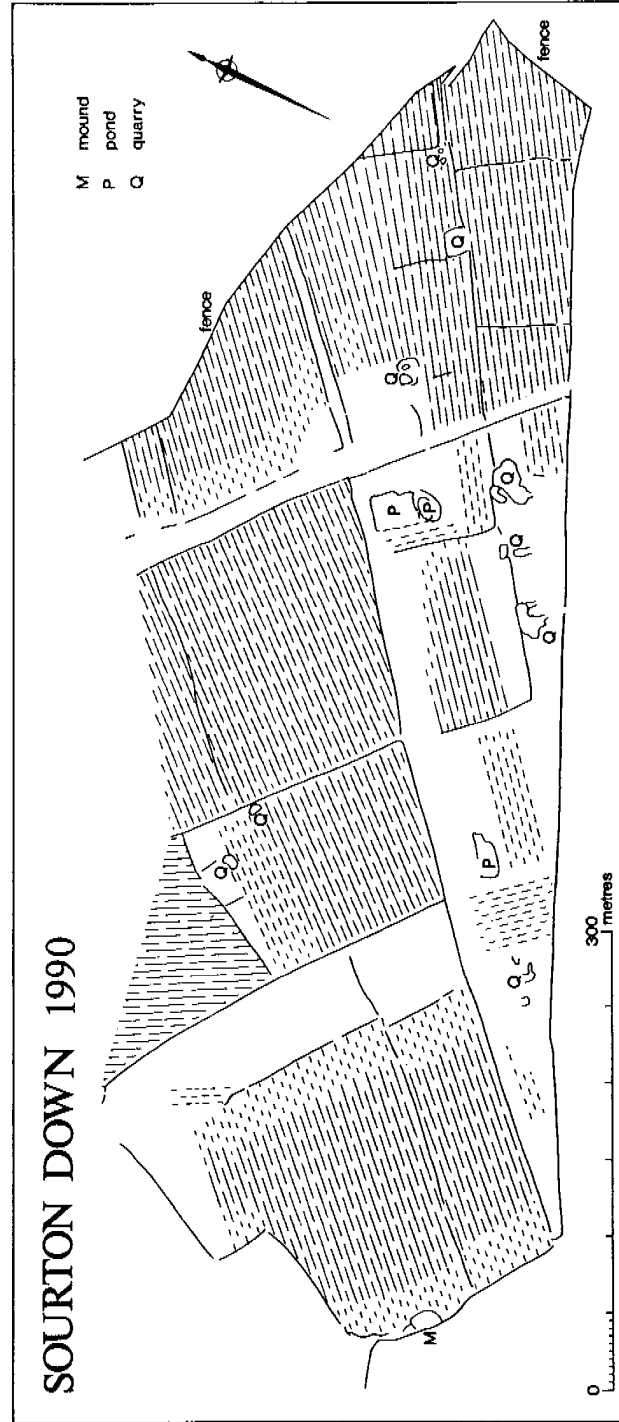 SOURTON DOWN 1990
M mound
P pond
Q quarry
fence
fence
Q
Q
Q
P
P
Q
Q
Q
Q
Q
P
Q
M
0
300
metres